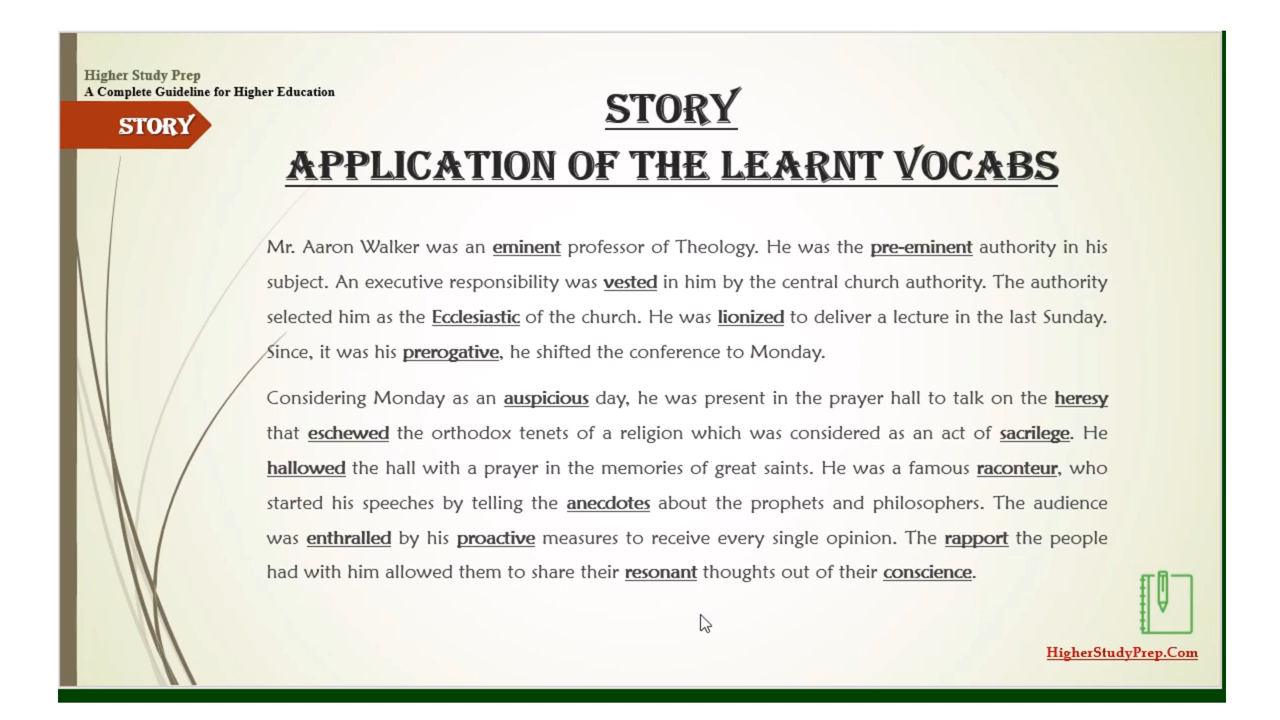 Higher Study Prep
A Complete Guideline for Higher Education
STORY
STORY
APPLICATION OF THE LEARNT VOCABS
Mr. Aaron Walker was an eminent professor of Theology. He was the pre-eminent authority in his
subject. An executive responsibility was vested in him by the central church authority. The authority
selected him as the Ecclesiastic of the church. He was lionized to deliver a lecture in the last Sunday.
Since, it was his prerogative, he shifted the conference to Monday.
Considering Monday as an auspicious day, he was present in the prayer hall to talk on the heresy
that eschewed the orthodox tenets of a religion which was considered as an act of sacrilege. He
hallowed the hall with a prayer in the memories of great saints. He was a famous raconteur, who
started his speeches by telling the anecdotes about the prophets and philosophers. The audience
was enthralled by his proactive measures to receive every single opinion. The rapport the people
had with him allowed them to share their resonant thoughts out of their conscience.
HigherStudyPrep.Com